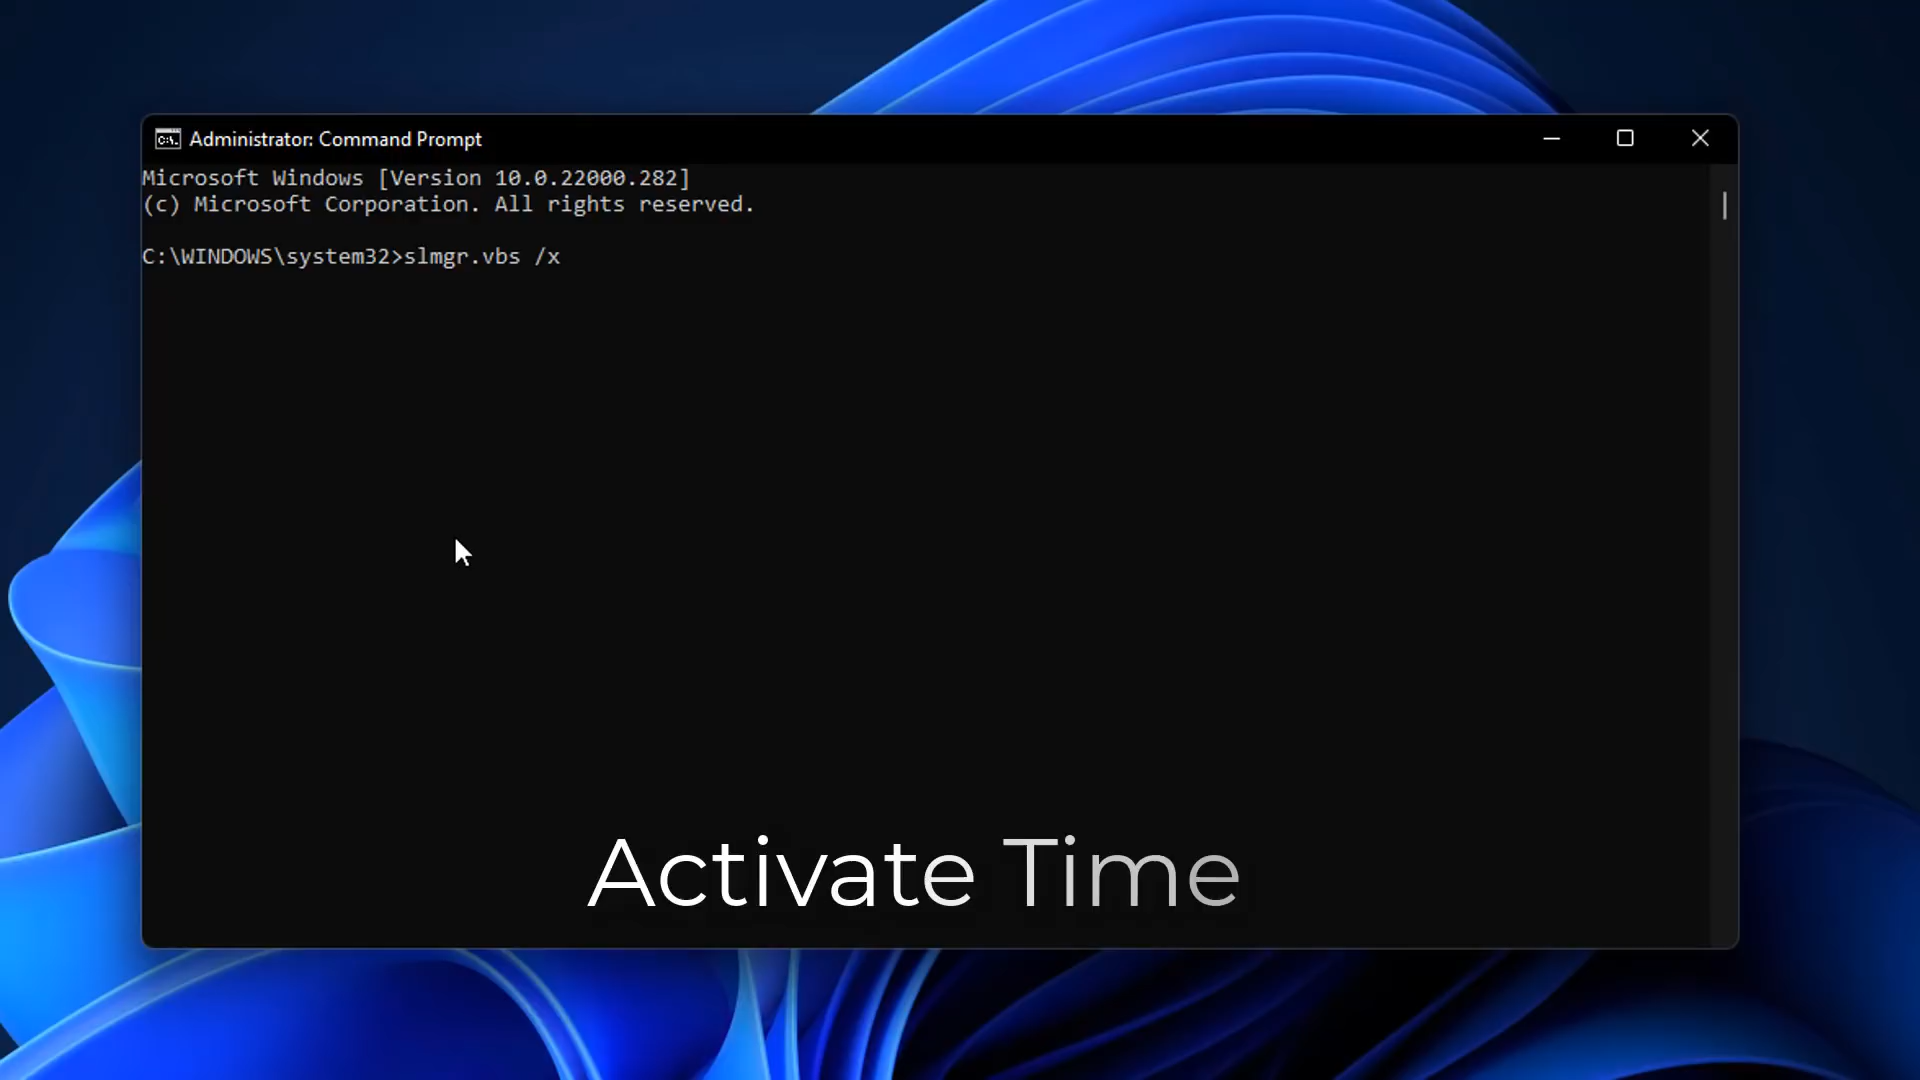 Administrator: Command Prompt
Microsoft Windows [Version 10.0.22000.282]
(c) Microsoft Corporation. All rights reserved.
C:\WINDOWS\system32>slmgr.vbs /x
Activate Time